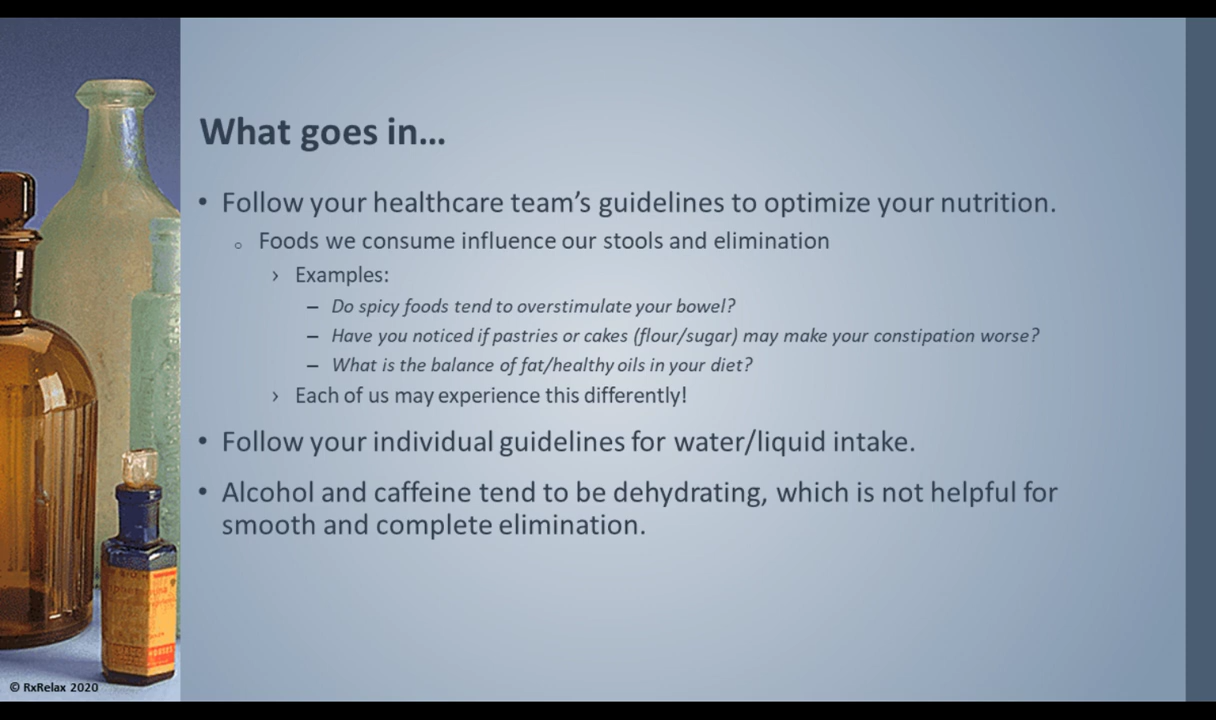 What goes in...
• Follow your healthcare team's guidelines to optimize your nutrition.
○ Foods we consume influence our stools and elimination
› Examples:
– Do spicy foods tend to overstimulate your bowel?
– Have you noticed if pastries or cakes (flour/sugar) may make your constipation worse?
– What is the balance of fat/healthy oils in your diet?
› Each of us may experience this differently!
• Follow your individual guidelines for water/liquid intake.
• Alcohol and caffeine tend to be dehydrating, which is not helpful for
smooth and complete elimination.
© RxRelax 2020